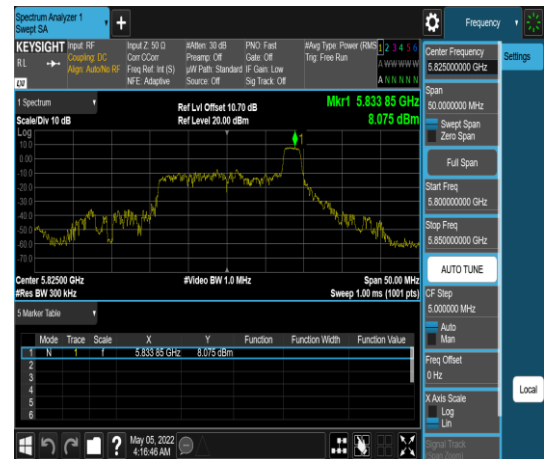 Spectrum Analyzer 1
Swept SA
+
Frequency
KEYSIGHT
Input: RF
Input Z: 50 Ω
#Atten: 30 dB
PNO: Fast
#Avg Type: Power (RMS
1 2 3 4 5 6
RL
Coupling: DC
Corr CCorr
Preamp: Off
Gate: Off
Trig: Free Run
A W W W W W
Align: Auto/No RF
Freq Ref: Int (S)
µW Path: Standard
IF Gain: Low
NFE: Adaptive
Source: Off
Sig Track: Off
A N N N N N
LXI
Center Frequency
5.825000000 GHz
Settings
Span
50.0000000 MHz
Swept Span
Zero Span
Full Span
Start Freq
5.800000000 GHz
Stop Freq
5.850000000 GHz
AUTO TUNE
CF Step
5.000000 MHz
Auto
Man
Freq Offset
0 Hz
X Axis Scale
Log
Lin
Signal Track
(Span Zoom)
Local
1 Spectrum
Scale/Div 10 dB
Ref Lvl Offset 10.70 dB
Ref Level 20.00 dBm
Mkr1 5.833 85 GHz
8.075 dBm
Log
10.0
0.00
-10.0
-20.0
-30.0
-40.0
-50.0
-60.0
-70.0
1
Center 5.82500 GHz
#Video BW 1.0 MHz
Span 50.00 MHz
#Res BW 300 kHz
Sweep 1.00 ms (1001 pts)
5 Marker Table
Mode Trace Scale X Y Function Function Width Function Value
1 N 1 f 5.833 85 GHz 8.075 dBm
2
3
4
5
6
?
May 05, 2022
4:16:46 AM